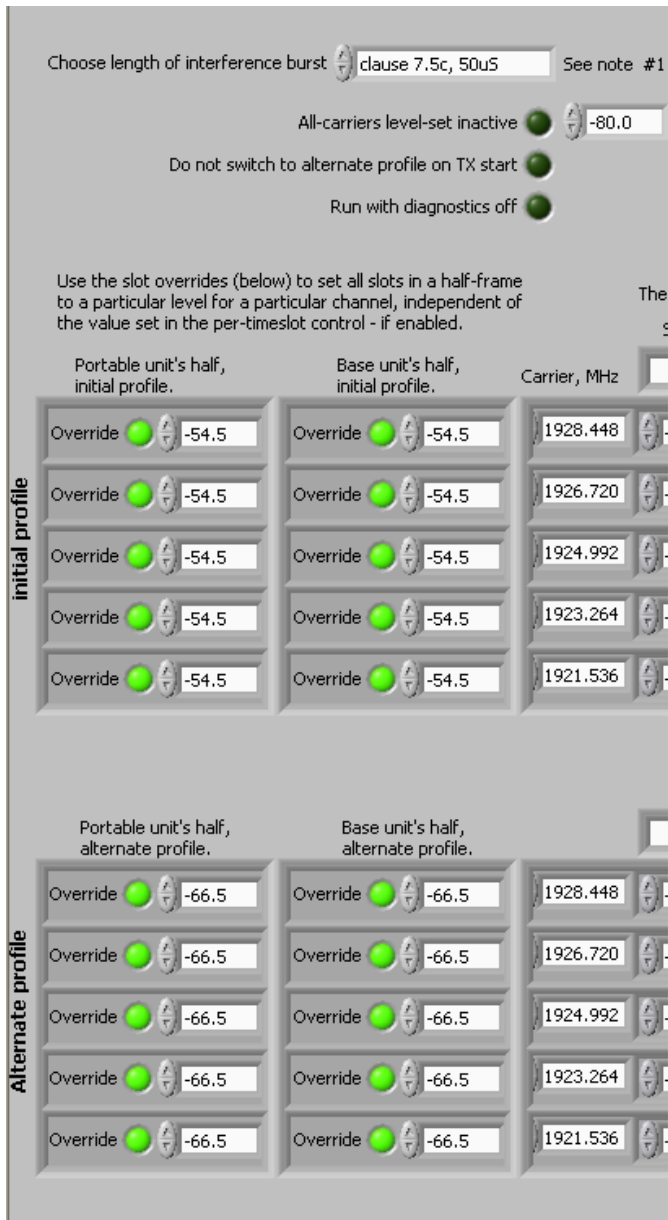 Choose length of interference burst clause 7.5c, 50uS See note #1
All-carriers level-set inactive -80.0
Do not switch to alternate profile on TX start
Run with diagnostics off
Use the slot overrides (below) to set all slots in a half-frame
to a particular level for a particular channel, independent of
the value set in the per-timeslot control - if enabled.
The
Portable unit's half,
initial profile.
Base unit's half,
initial profile.
Carrier, MHz
initial profile
Override -54.5 Override -54.5 1928.448
Override -54.5 Override -54.5 1926.720
Override -54.5 Override -54.5 1924.992
Override -54.5 Override -54.5 1923.264
Override -54.5 Override -54.5 1921.536
Portable unit's half,
alternate profile.
Base unit's half,
alternate profile.
Alternate profile
Override -66.5 Override -66.5 1928.448
Override -66.5 Override -66.5 1926.720
Override -66.5 Override -66.5 1924.992
Override -66.5 Override -66.5 1923.264
Override -66.5 Override -66.5 1921.536